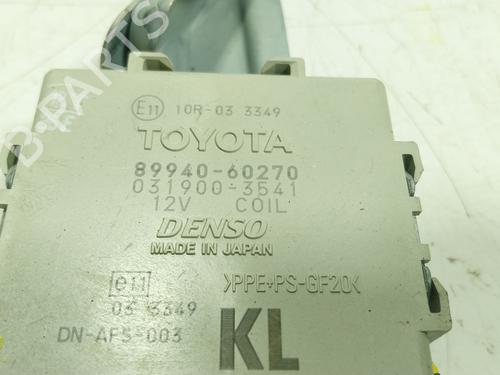 E11 10R-03 3349
TOYOTA
89940-60270
031900-3541
12V COIL
DENSO
MADE IN JAPAN
e11 >PPE+PS-GF20<
03 3349
DN-AFS-003
KL